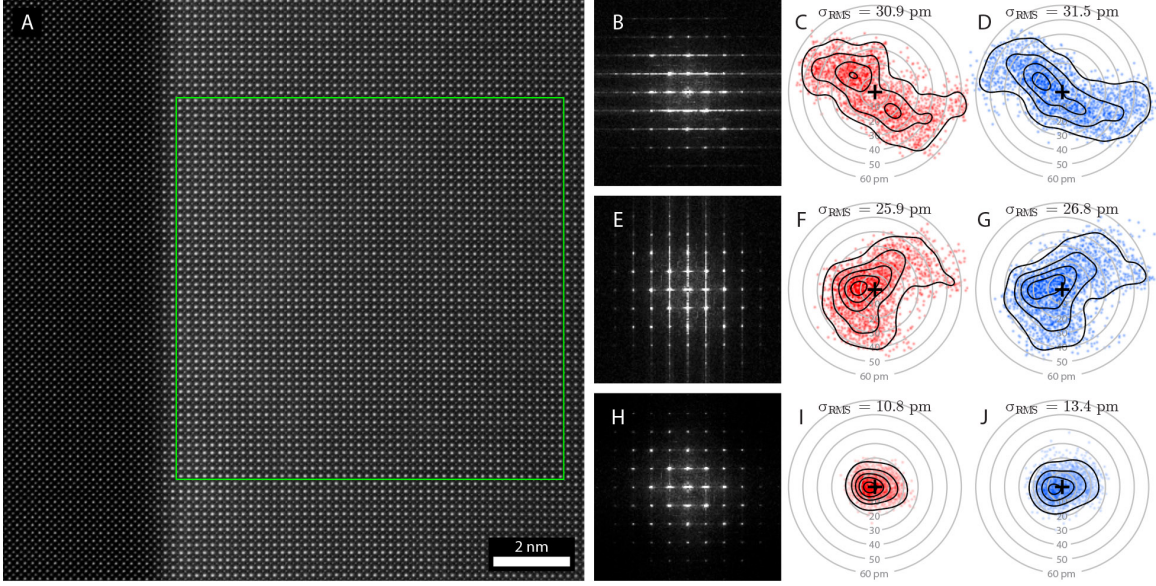 A
2 nm
B
C
σRMS = 30.9 pm
30
40
50
60 pm
D
σRMS = 31.5 pm
30
40
50
60 pm
E
F
σRMS = 25.9 pm
50
60 pm
G
σRMS = 26.8 pm
50
60 pm
H
I
σRMS = 10.8 pm
20
30
40
50
60 pm
J
σRMS = 13.4 pm
20
30
40
50
60 pm